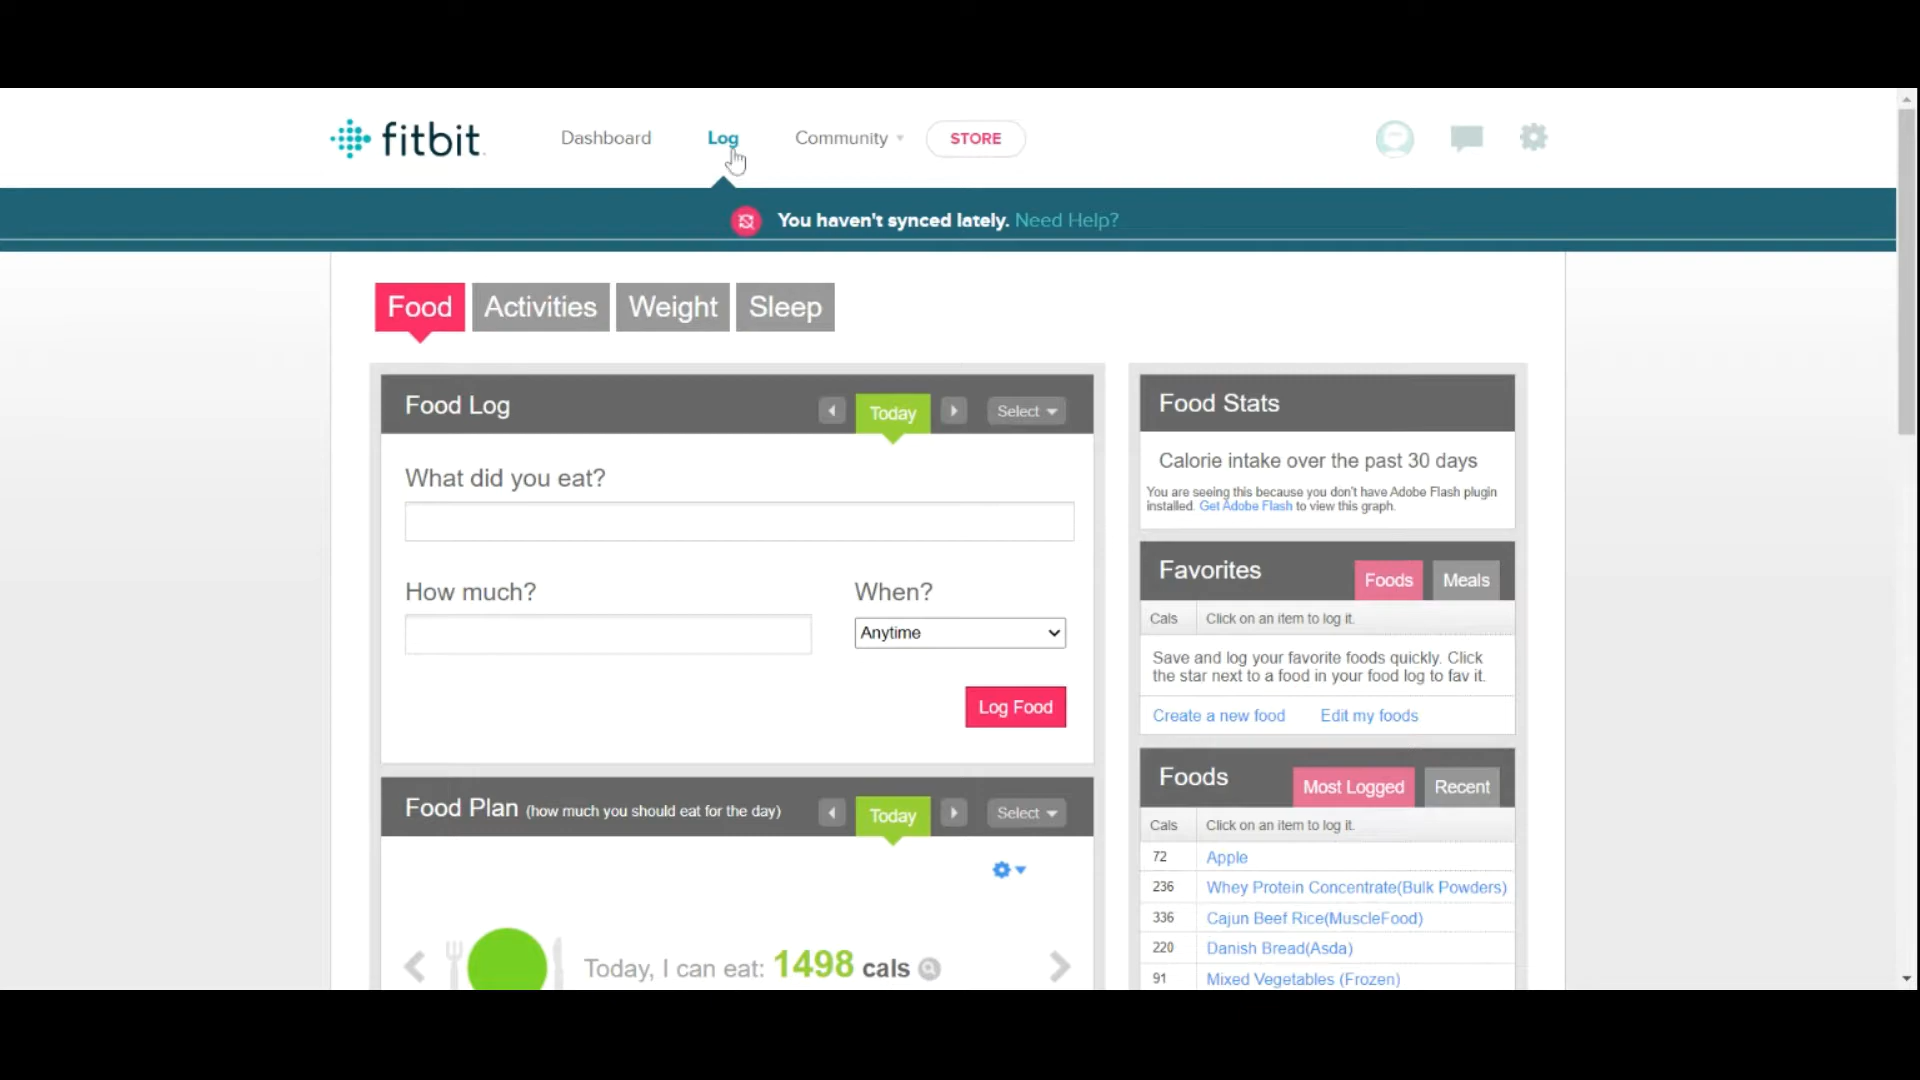 fitbit
Dashboard
Log
Community
STORE
You haven't synced lately. Need Help?
Food
Activities
Weight
Sleep
Food Log
Today
Select
What did you eat?
How much?
When?
Anytime
Log Food
Food Plan (how much you should eat for the day)
Today
Select
Today, I can eat: 1498 cals
Food Stats
Calorie intake over the past 30 days
You are seeing this because you don't have Adobe Flash plugin
installed. Get Adobe Flash to view this graph.
Favorites
Foods
Meals
Cals
Click on an item to log it.
Save and log your favorite foods quickly. Click
the star next to a food in your food log to fav it.
Create a new food
Edit my foods
Foods
Most Logged
Recent
Cals
Click on an item to log it.
72 Apple
236 Whey Protein Concentrate(Bulk Powders)
336 Cajun Beef Rice(MuscleFood)
220 Danish Bread(Asda)
91 Mixed Vegetables (Frozen)